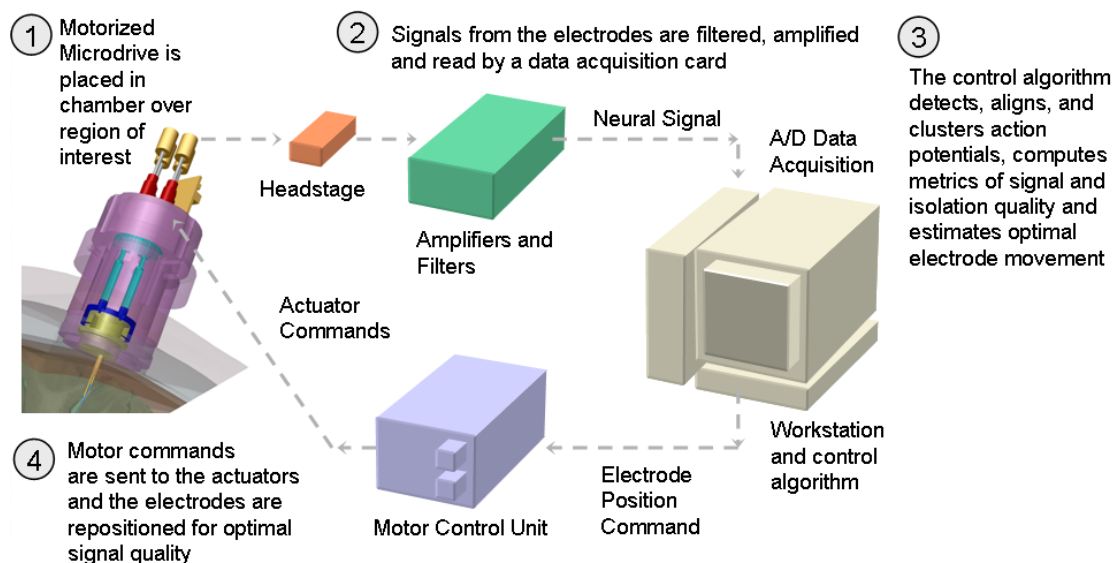 1
Motorized
Microdrive is
placed in
chamber over
region of
interest
2
Signals from the electrodes are filtered, amplified
and read by a data acquisition card
3
The control algorithm
detects, aligns, and
clusters action
potentials, computes
metrics of signal and
isolation quality and
estimates optimal
electrode movement
Headstage
Amplifiers and
Filters
Neural Signal
A/D Data
Acquisition
Actuator
Commands
Workstation
and control
algorithm
Electrode
Position
Command
Motor Control Unit
4
Motor commands
are sent to the actuators
and the electrodes are
repositioned for optimal
signal quality